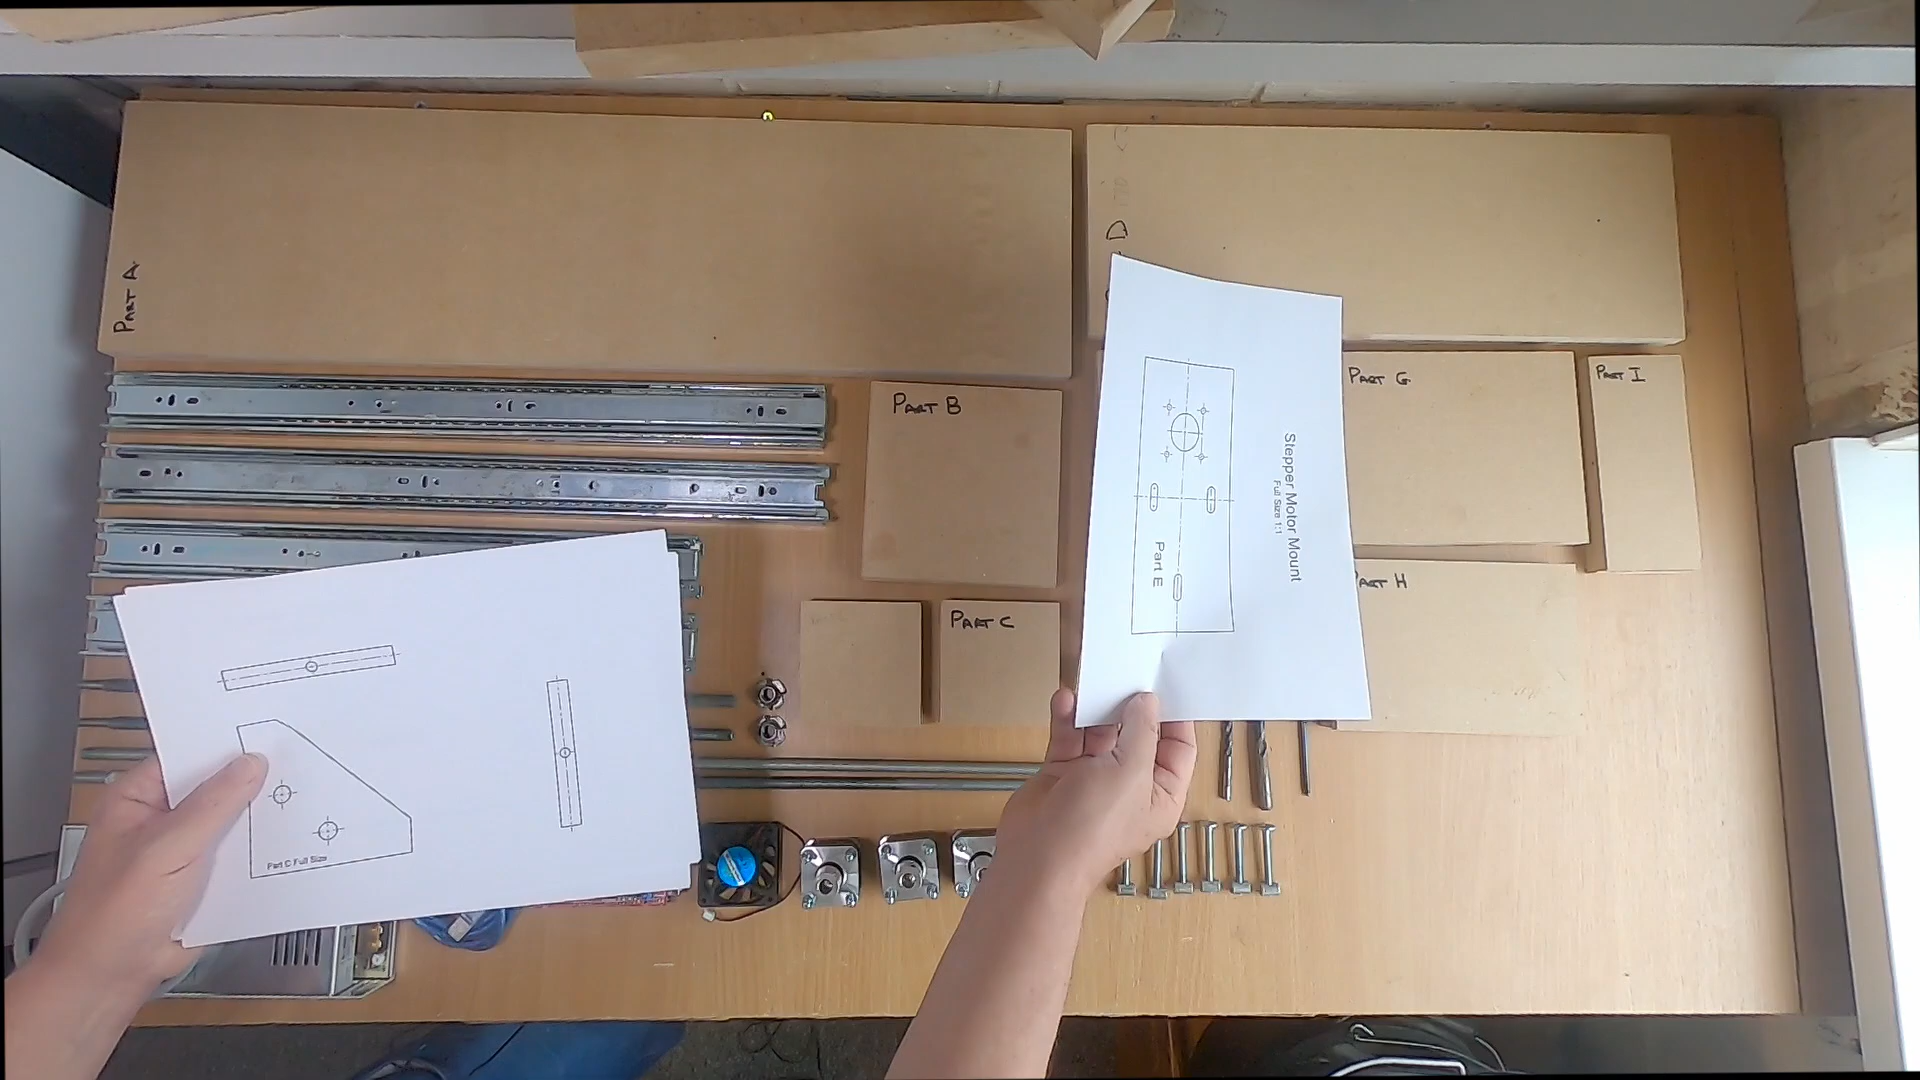 Part A
D
Part B
Part C
Part G.
Part I
Part H
Stepper Motor Mount
Full Size 1:1
Part E
Part C Full Size